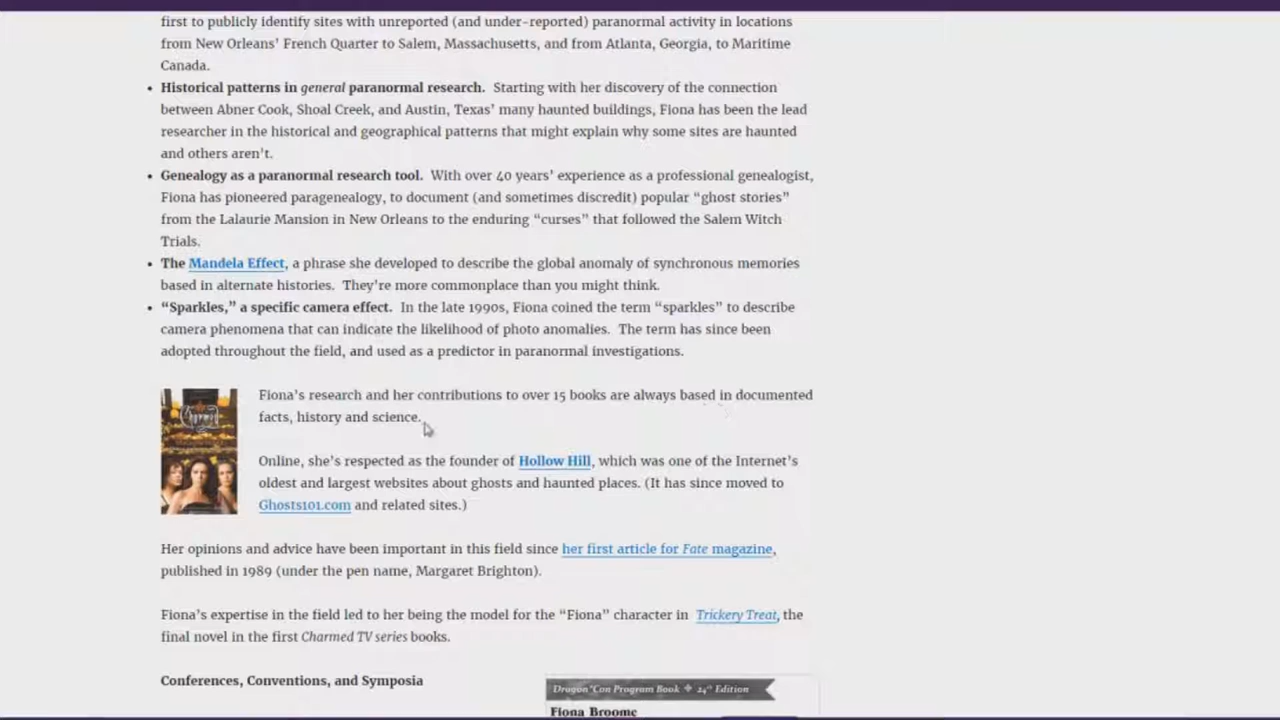 first to publicly identify sites with unreported (and under-reported) paranormal activity in locations
from New Orleans' French Quarter to Salem, Massachusetts, and from Atlanta, Georgia, to Maritime
Canada.
• Historical patterns in general paranormal research. Starting with her discovery of the connection
between Abner Cook, Shoal Creek, and Austin, Texas' many haunted buildings, Fiona has been the lead
researcher in the historical and geographical patterns that might explain why some sites are haunted
and others aren't.
• Genealogy as a paranormal research tool. With over 40 years' experience as a professional genealogist,
Fiona has pioneered paragenealogy, to document (and sometimes discredit) popular “ghost stories”
from the Lalaurie Mansion in New Orleans to the enduring “curses” that followed the Salem Witch
Trials.
• The Mandela Effect, a phrase she developed to describe the global anomaly of synchronous memories
based in alternate histories. They're more commonplace than you might think.
• “Sparkles,” a specific camera effect. In the late 1990s, Fiona coined the term “sparkles” to describe
camera phenomena that can indicate the likelihood of photo anomalies. The term has since been
adopted throughout the field, and used as a predictor in paranormal investigations.
Fiona's research and her contributions to over 15 books are always based in documented
facts, history and science.
Online, she's respected as the founder of Hollow Hill, which was one of the Internet's
oldest and largest websites about ghosts and haunted places. (It has since moved to
Ghosts101.com and related sites.)
Her opinions and advice have been important in this field since her first article for Fate magazine,
published in 1989 (under the pen name, Margaret Brighton).
Fiona's expertise in the field led to her being the model for the “Fiona” character in Trickery Treat, the
final novel in the first Charmed TV series books.
Conferences, Conventions, and Symposia
Dragon*Con Program Book ❖ 24th Edition
Fiona Broome